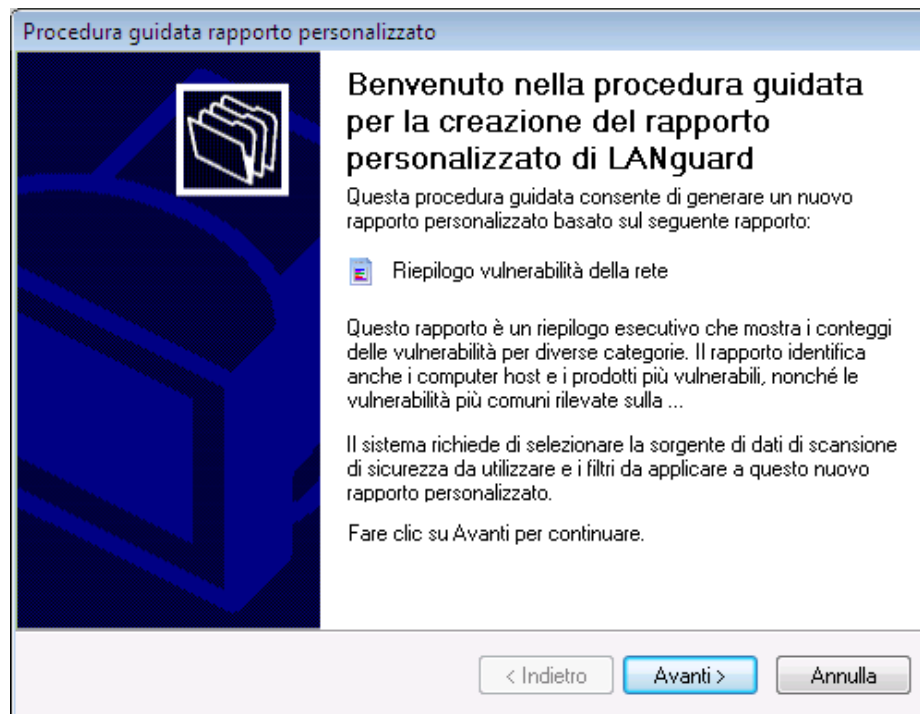 Procedura guidata rapporto personalizzato
Benvenuto nella procedura guidata
per la creazione del rapporto
personalizzato di LANguard
Questa procedura guidata consente di generare un nuovo
rapporto personalizzato basato sul seguente rapporto:
Riepilogo vulnerabilità della rete
Questo rapporto è un riepilogo esecutivo che mostra i conteggi
delle vulnerabilità per diverse categorie. Il rapporto identifica
anche i computer host e i prodotti più vulnerabili, nonché le
vulnerabilità più comuni rilevate sulla ...
Il sistema richiede di selezionare la sorgente di dati di scansione
di sicurezza da utilizzare e i filtri da applicare a questo nuovo
rapporto personalizzato.
Fare clic su Avanti per continuare.
< Indietro Avanti > Annulla